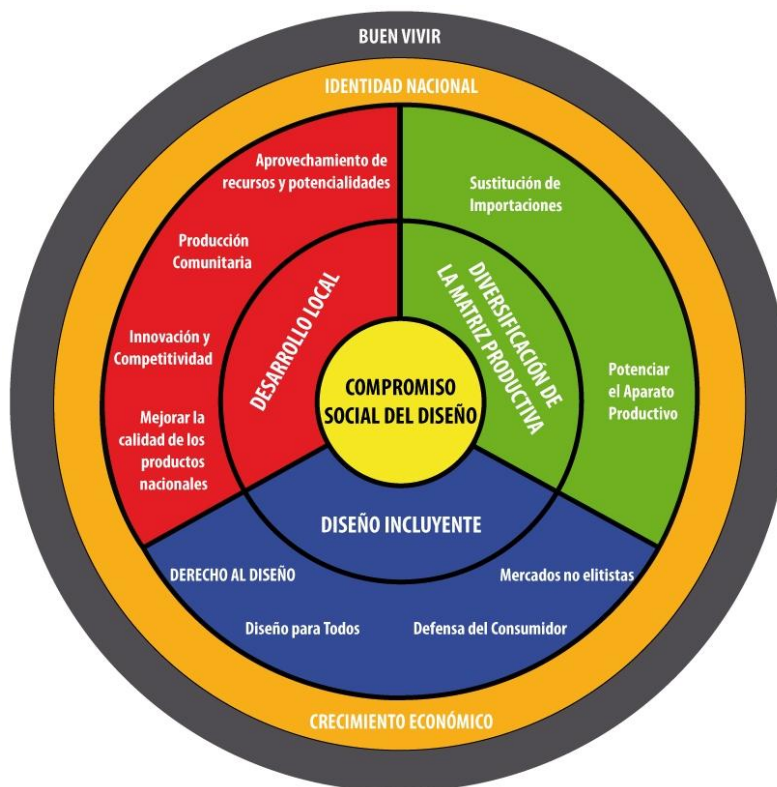 BUEN VIVIR
IDENTIDAD NACIONAL
Aprovechamiento de
recursos y potencialidades
Producción
Comunitaria
Innovación y
Competitividad
Mejorar la
calidad de los
productos
nacionales
DESARROLLO LOCAL
Sustitución de
Importaciones
DIVERSIFICACIÓN DE
LA MATRIZ PRODUCTIVA
Potenciar
el Aparato
Productivo
COMPROMISO
SOCIAL DEL DISEÑO
DISEÑO INCLUYENTE
DERECHO AL DISEÑO
Mercados no elitistas
Diseño para Todos
Defensa del Consumidor
CRECIMIENTO ECONÓMICO